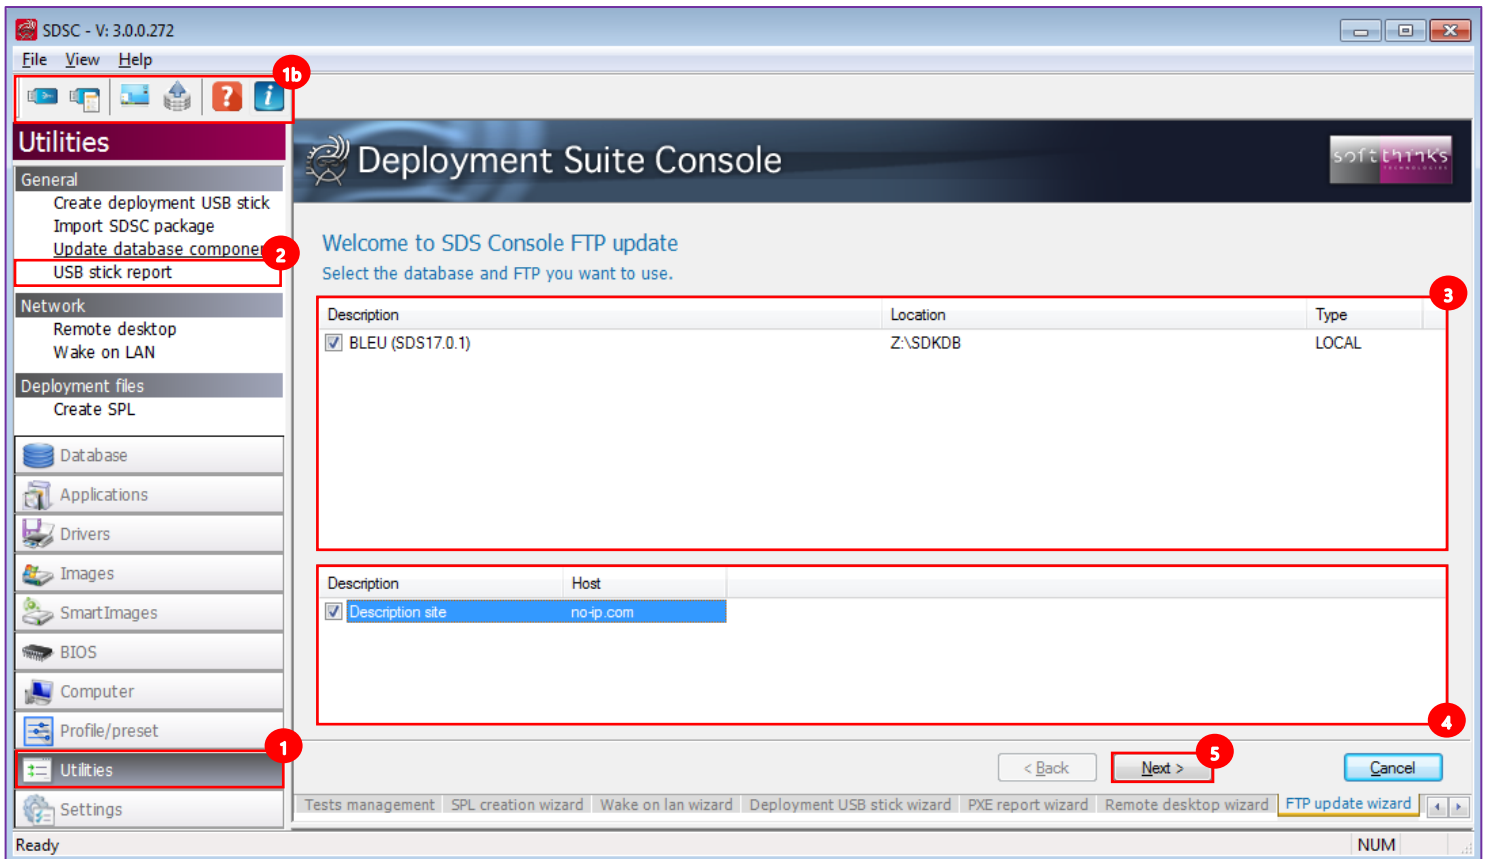 SDSC - V: 3.0.0.272
File View Help
1b
Utilities
General
Create deployment USB stick
Import SDSC package
Update database componen
2
USB stick report
Network
Remote desktop
Wake on LAN
Deployment files
Create SPL
Database
Applications
Drivers
Images
SmartImages
BIOS
Computer
Profile/preset
1
Utilities
Settings
Deployment Suite Console
softthinks
TECHNOLOGIES
Welcome to SDS Console FTP update
Select the database and FTP you want to use.
3
Description Location Type
BLEU (SDS17.0.1) Z:\SDKDB LOCAL
Description Host
Description site no-ip.com
4
5
< Back Next > Cancel
Tests management SPL creation wizard Wake on lan wizard Deployment USB stick wizard PXE report wizard Remote desktop wizard FTP update wizard
Ready NUM